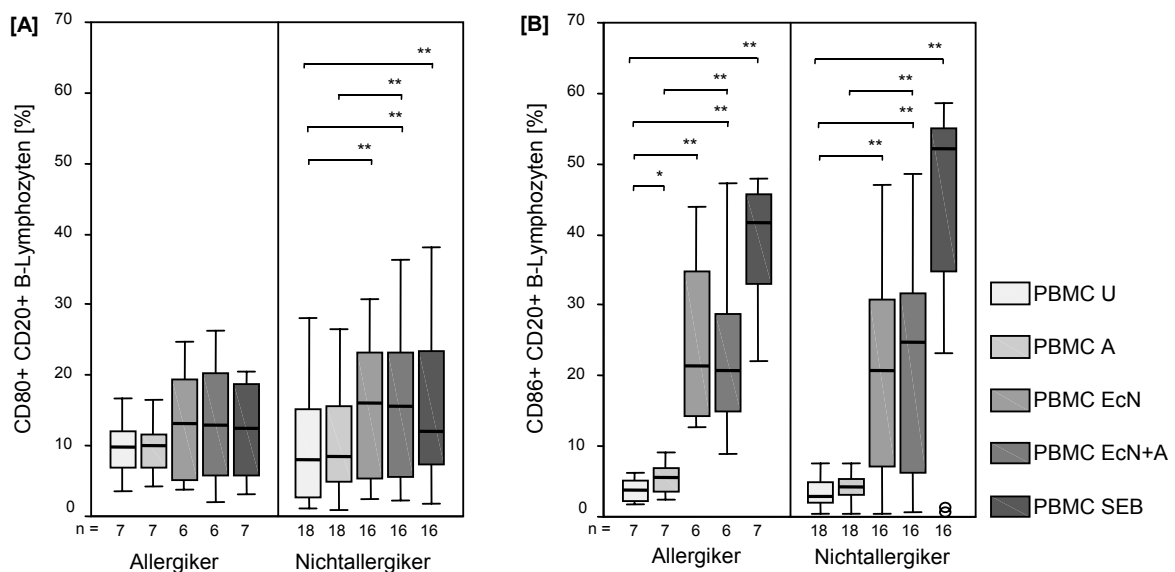 [A]
CD80+ CD20+ B-Lymphozyten [%]
70
60
50
40
30
20
10
0
** 
**
**
**
n = 7 7 6 6 7 18 18 16 16 16
Allergiker Nichtallergiker
[B]
CD86+ CD20+ B-Lymphozyten [%]
70
60
50
40
30
20
10
0
** **
** **
** **
** **
*
n = 7 7 6 6 7 18 18 16 16 16
Allergiker Nichtallergiker
PBMC U
PBMC A
PBMC EcN
PBMC EcN+A
PBMC SEB